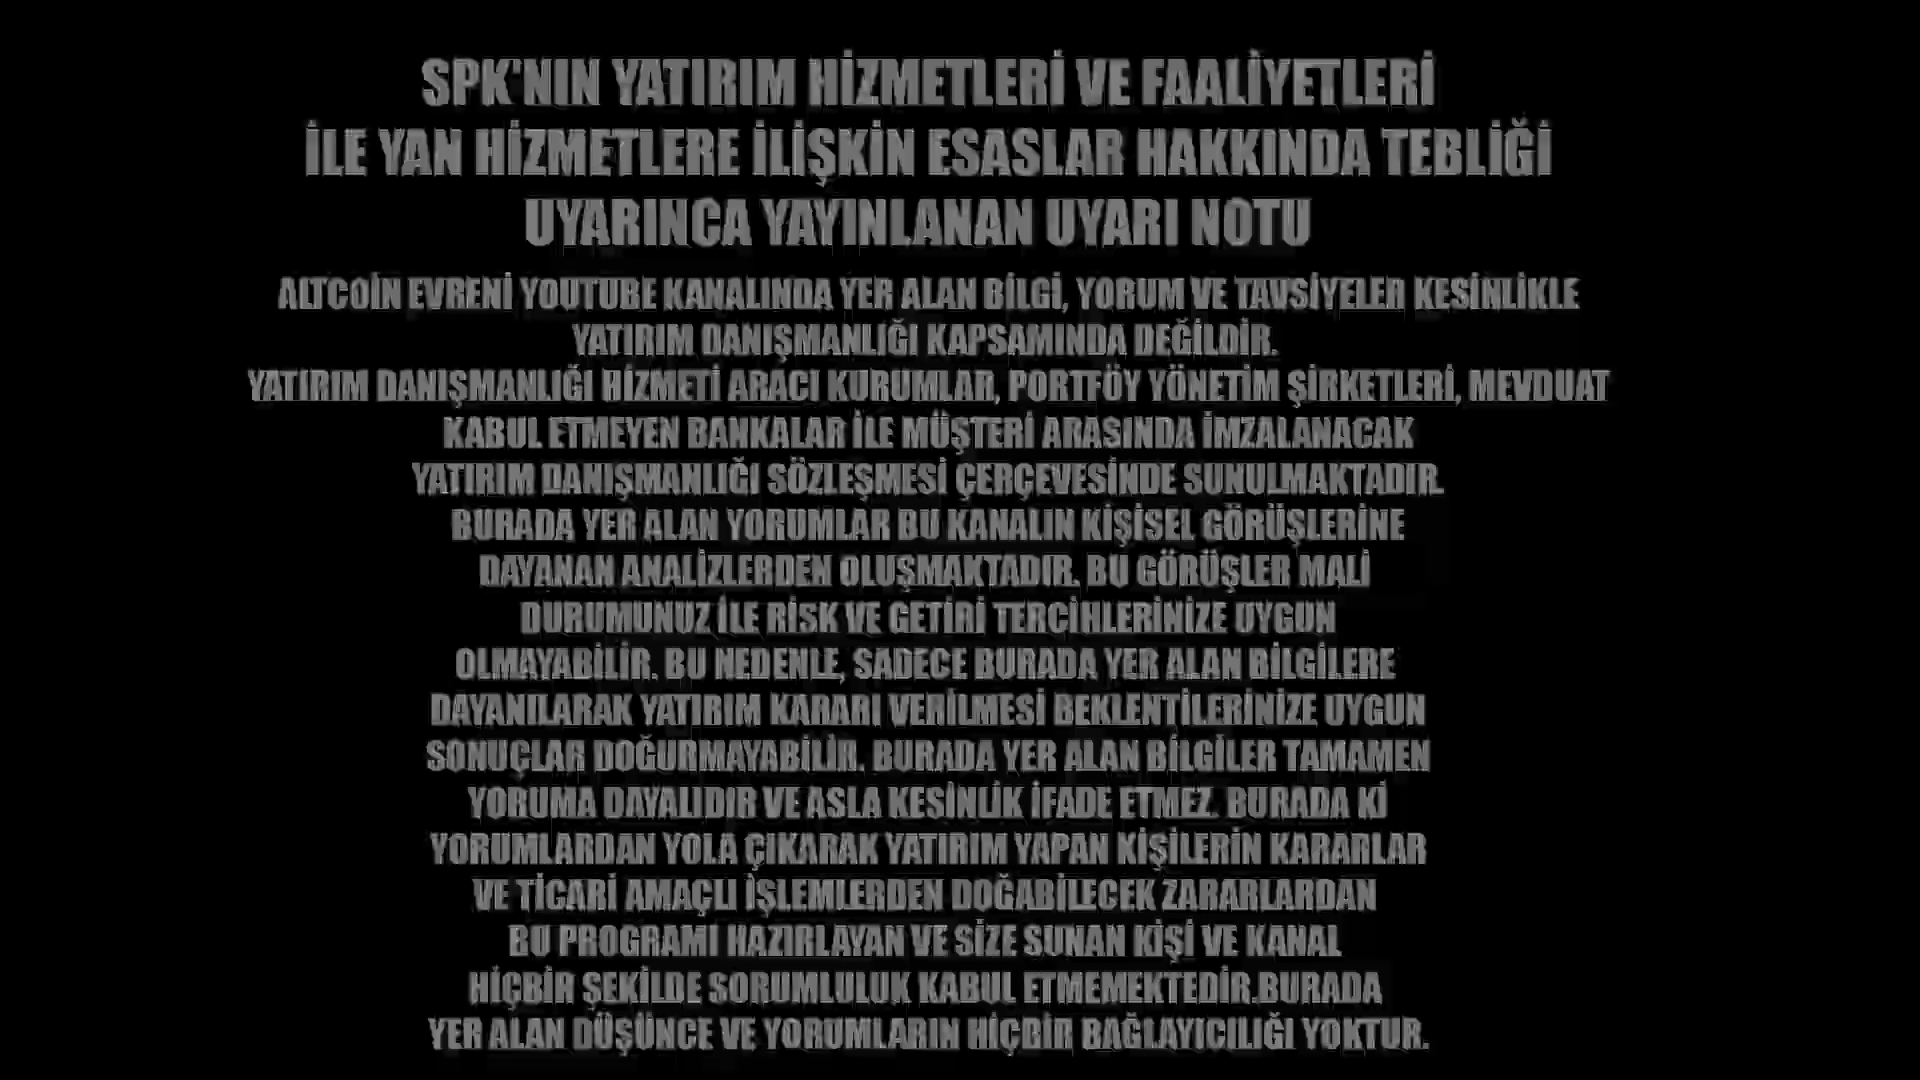 SPK'NIN YATIRIM HİZMETLERİ VE FAALİYETLERİ
İLE YAN HİZMETLERE İLİŞKİN ESASLAR HAKKINDA TEBLİĞİ
UYARINCA YAYINLANAN UYARI NOTU
ALTCOİN EVRENİ YOUTUBE KANALINDA YER ALAN BİLGİ, YORUM VE TAVSİYELER KESİNLİKLE
YATIRIM DANIŞMANLIĞI KAPSAMINDA DEĞİLDİR.
YATIRIM DANIŞMANLIĞI HİZMETİ ARACI KURUMLAR, PORTFÖY YÖNETİM ŞİRKETLERİ, MEVDUAT
KABUL ETMEYEN BANKALAR İLE MÜŞTERİ ARASINDA İMZALANACAK
YATIRIM DANIŞMANLIĞI SÖZLEŞMESİ ÇERÇEVESİNDE SUNULMAKTADIR.
BURADA YER ALAN YORUMLAR BU KANALIN KİŞİSEL GÖRÜŞLERİNE
DAYANAN ANALİZLERDEN OLUŞMAKTADIR. BU GÖRÜŞLER MALİ
DURUMUNUZ İLE RİSK VE GETİRİ TERCİHLERİNİZE UYGUN
OLMAYABİLİR. BU NEDENLE, SADECE BURADA YER ALAN BİLGİLERE
DAYANILARAK YATIRIM KARARI VERİLMESİ BEKLENTİLERİNİZE UYGUN
SONUÇLAR DOĞURMAYABİLİR. BURADA YER ALAN BİLGİLER TAMAMEN
YORUMA DAYALIDIR VE ASLA KESİNLİK İFADE ETMEZ. BURADA Kİ
YORUMLARDAN YOLA ÇIKARAK YATIRIM YAPAN KİŞİLERİN KARARLAR
VE TİCARİ AMAÇLI İŞLEMLERDEN DOĞABİLECEK ZARARLARDAN
BU PROGRAMI HAZIRLAYAN VE SİZE SUNAN KİŞİ VE KANAL
HİÇBİR ŞEKİLDE SORUMLULUK KABUL ETMEMEKTEDİR.BURADA
YER ALAN DÜŞÜNCE VE YORUMLARIN HİÇBİR BAĞLAYICILIĞI YOKTUR.